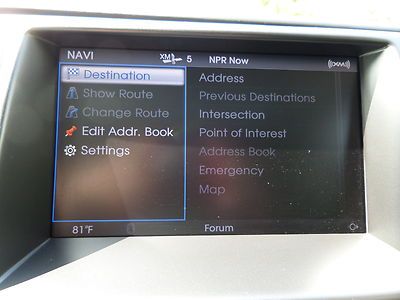 NAVI XM 5 NPR Now ((XM))
Destination
Show Route
Change Route
Edit Addr. Book
Settings
Address
Previous Destinations
Intersection
Point of Interest
Address Book
Emergency
Map
81°F Forum